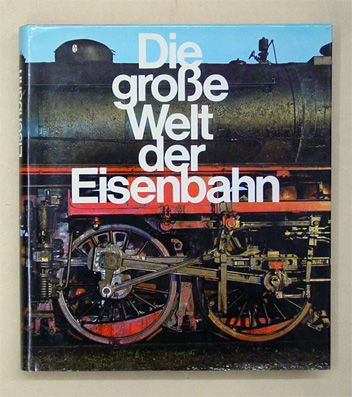 Die
große
Welt
der
Eisenbahn
Eisenbahn